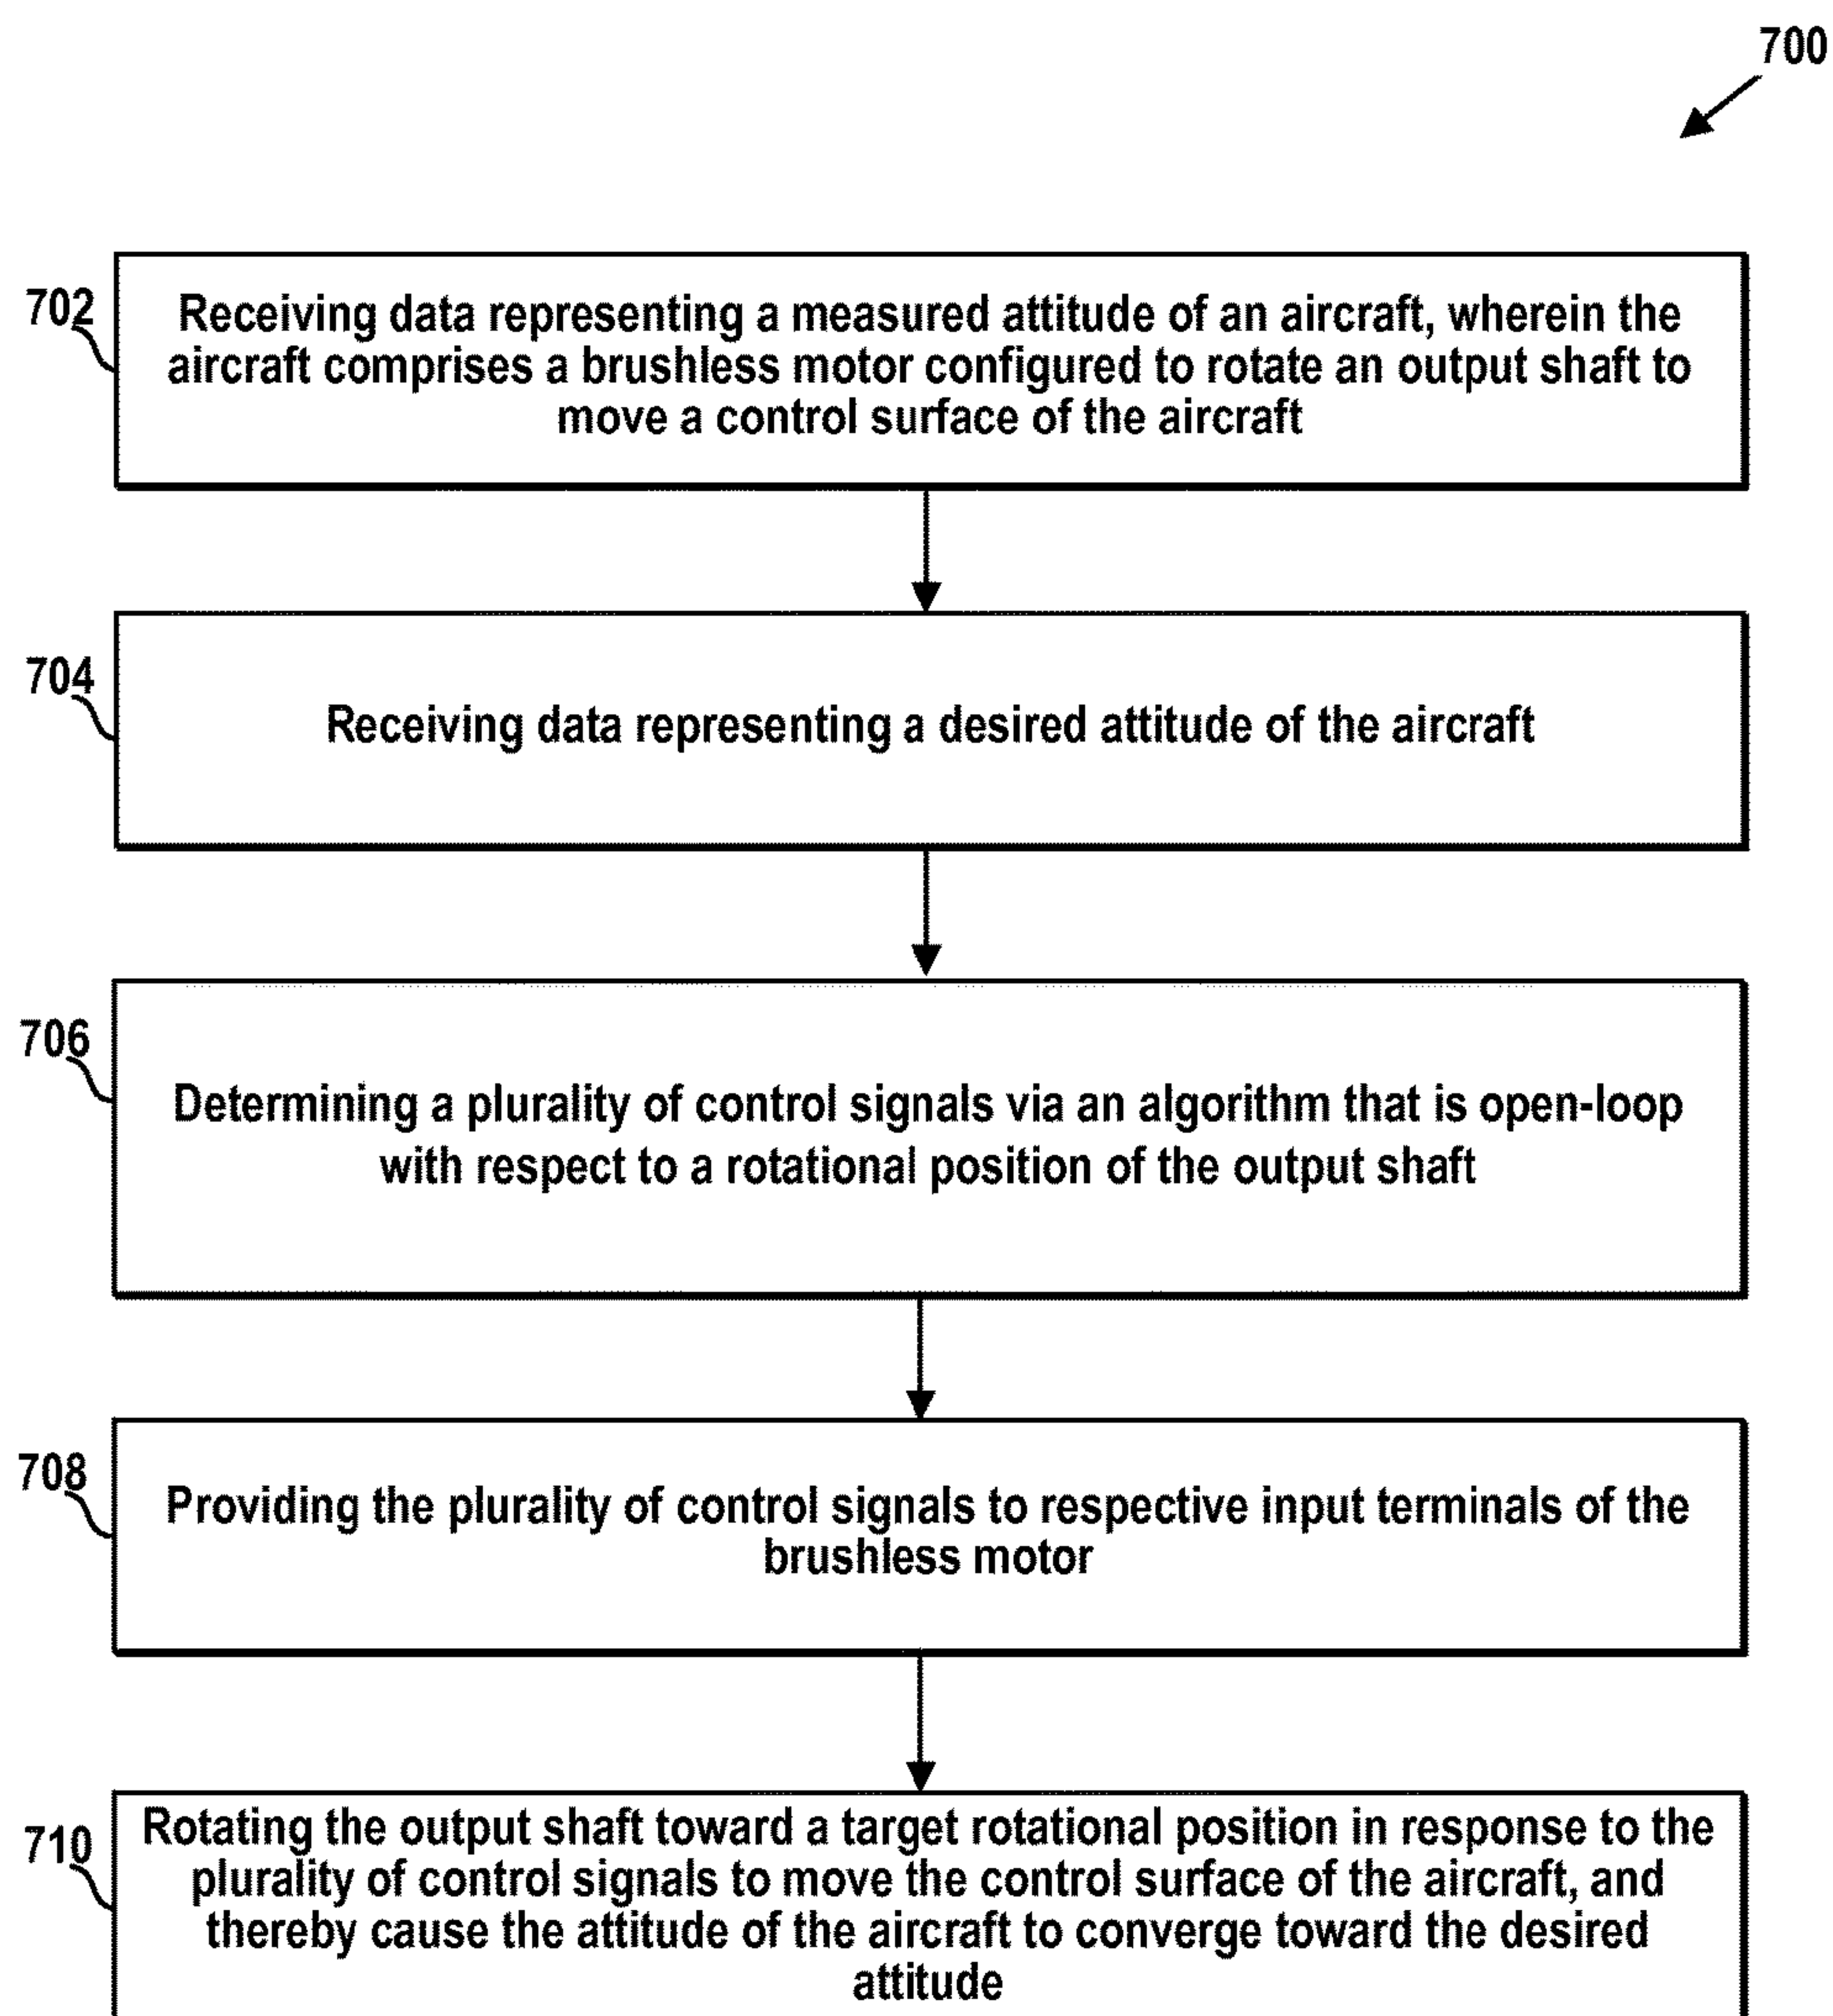 700
702
Receiving data representing a measured attitude of an aircraft, wherein the
aircraft comprises a brushless motor configured to rotate an output shaft to
move a control surface of the aircraft
704
Receiving data representing a desired attitude of the aircraft
706
Determining a plurality of control signals via an algorithm that is open-loop
with respect to a rotational position of the output shaft
708
Providing the plurality of control signals to respective input terminals of the
brushless motor
710
Rotating the output shaft toward a target rotational position in response to the
plurality of control signals to move the control surface of the aircraft, and
thereby cause the attitude of the aircraft to converge toward the desired
attitude